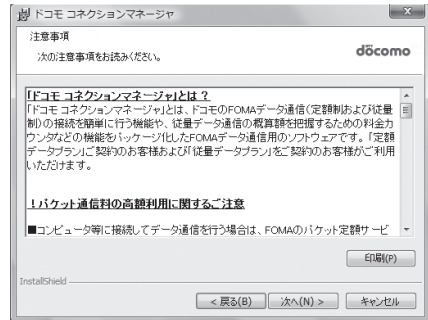 ドコモ コネクションマネージャ
注意事項
次の注意事項をお読みください。
döcomo
「ドコモ コネクションマネージャ」とは？
「ドコモ コネクションマネージャ」とは、ドコモのFOMAデータ通信（定額制および従量
制）の接続を簡単に行う機能や、従量データ通信の概算額を把握するための料金カ
ウンタなどの機能をパッケージ化したFOMAデータ通信用のソフトウェアです。「定額
データプラン」ご契約のお客様および「従量データプラン」をご契約のお客様がご利用
いただけます。
！パケット通信料の高額利用に関するご注意
■コンピュータ等に接続してデータ通信を行う場合は、FOMAのパケット定額サービ
印刷(P)
InstallShield
< 戻る(B)
次へ(N) >
キャンセル